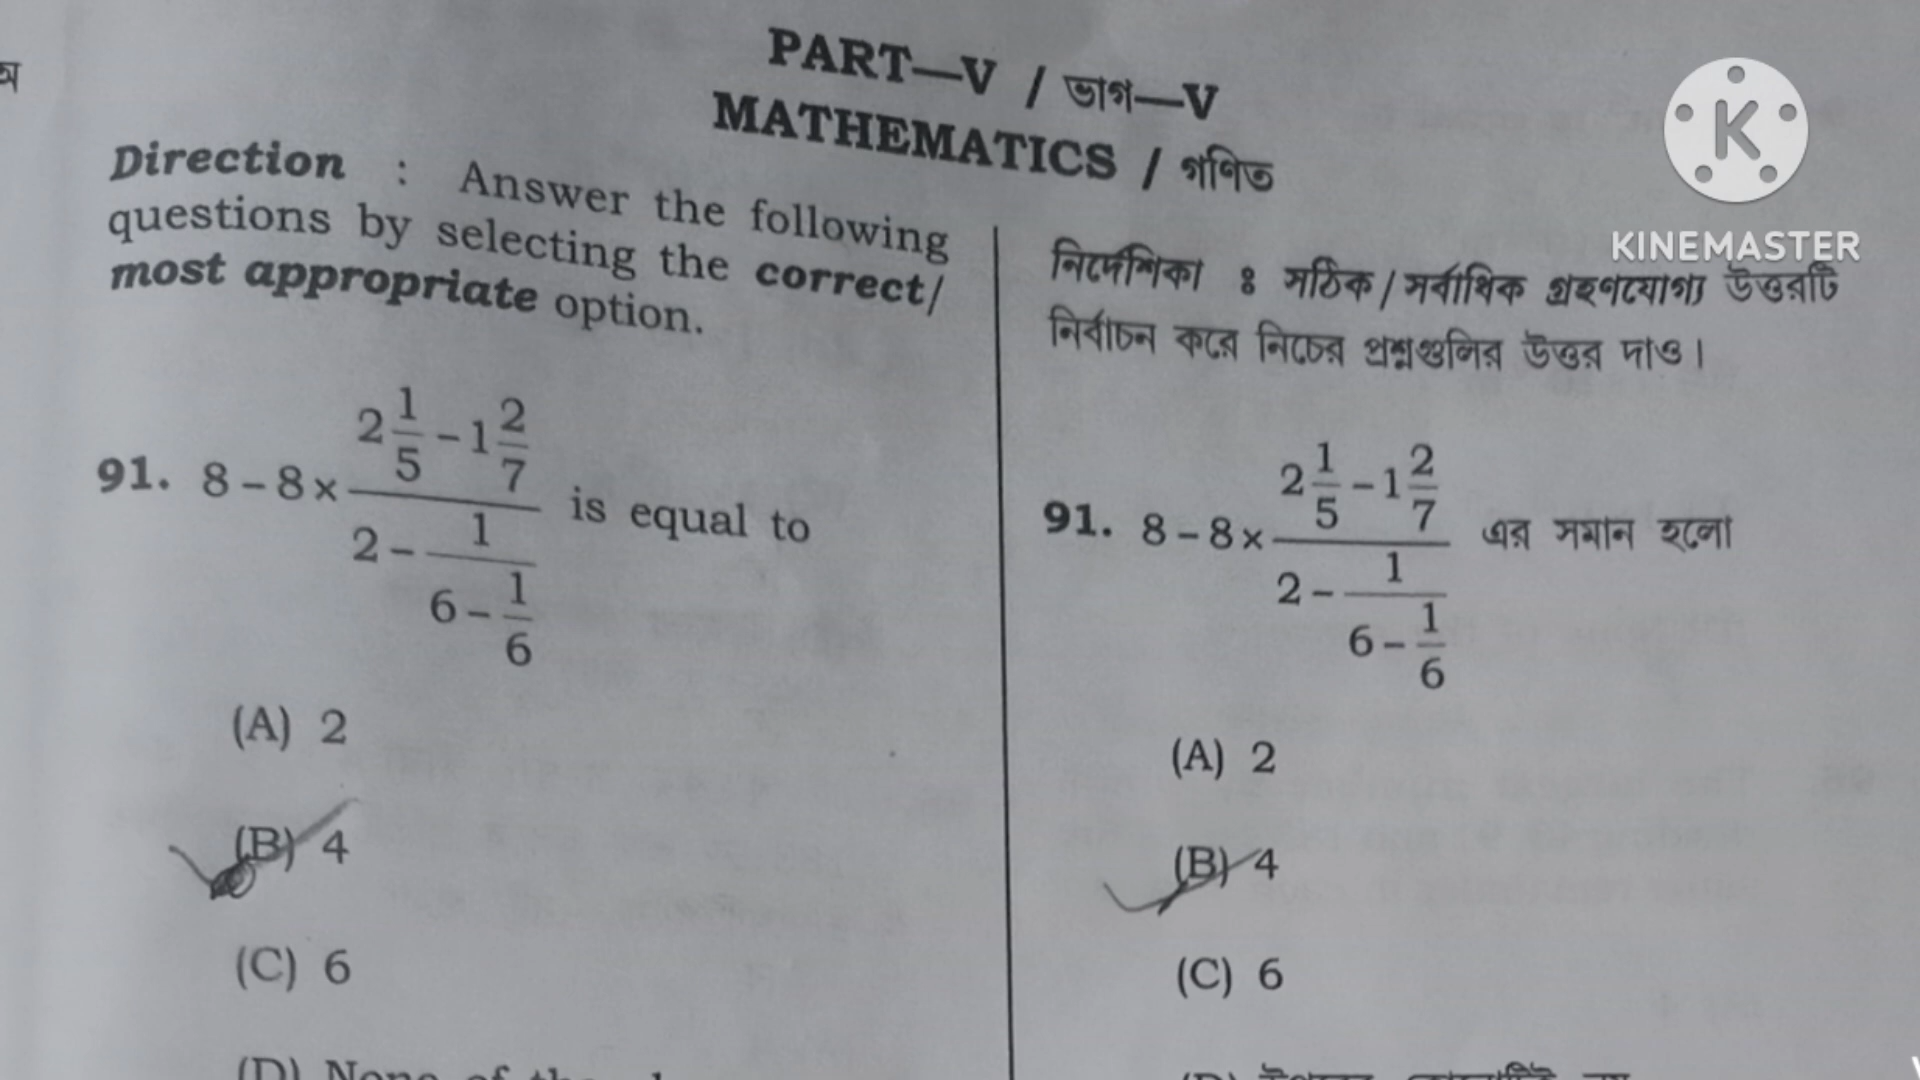 PART—V / ভাগ—V
MATHEMATICS / গণিত
K
KINEMASTER
অ
Direction : Answer the following
questions by selecting the correct/
most appropriate option.
91. 8 – 8 × (2 1/5 – 1 2/7) / (2 – 1/(6 – 1/6)) is equal to
(A) 2
(B) 4
(C) 6
(D) None of the
নির্দেশিকা ঃ সঠিক/সর্বাধিক গ্রহণযোগ্য উত্তরটি
নির্বাচন করে নিচের প্রশ্নগুলির উত্তর দাও।
91. 8 – 8 × (2 1/5 – 1 2/7) / (2 – 1/(6 – 1/6)) এর সমান হলো
(A) 2
(B) 4
(C) 6